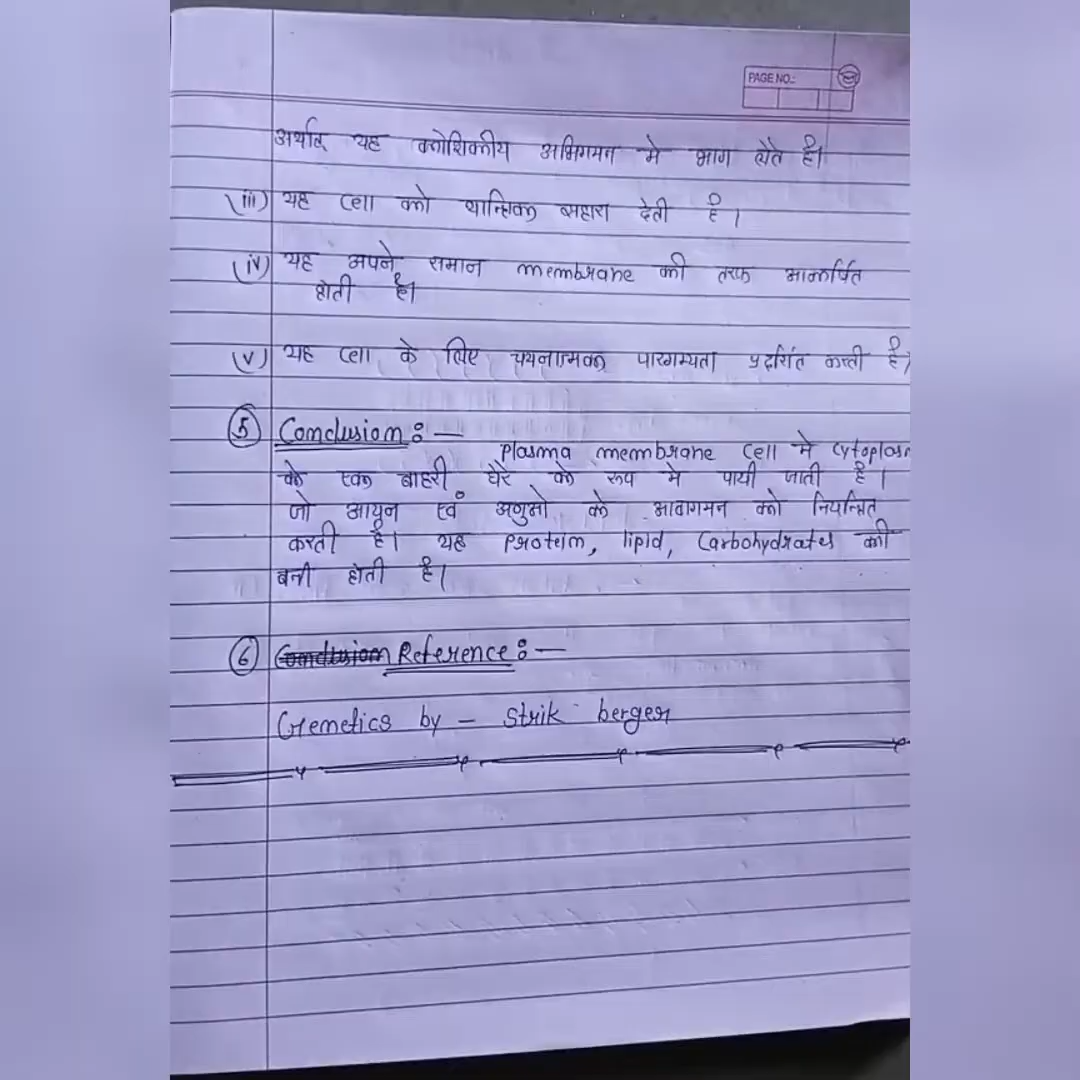 PAGE NO.:
अर्थात् यह कोशिकीय अभिगमन मे भाग लेते है।
(iii) यह cell को यान्त्रिक सहारा देती है।
(iv) यह अपने समान membrane की तरफ आकर्षित
होती है।
(v) यह cell के लिए चयनात्मक पारगम्यता प्रदर्शित करती है।
5 Conclusion :—
Plasma membrane cell मे cytoplasm
के एक बाहरी घेरे के रूप मे पायी जाती है।
जो आयन एवं अणुओ के आवागमन को नियन्त्रित
करती है। यह Protein, lipid, Carbohydrates की
बनी होती है।
6 Conclusion Reference :—
Genetics by – Strik berger